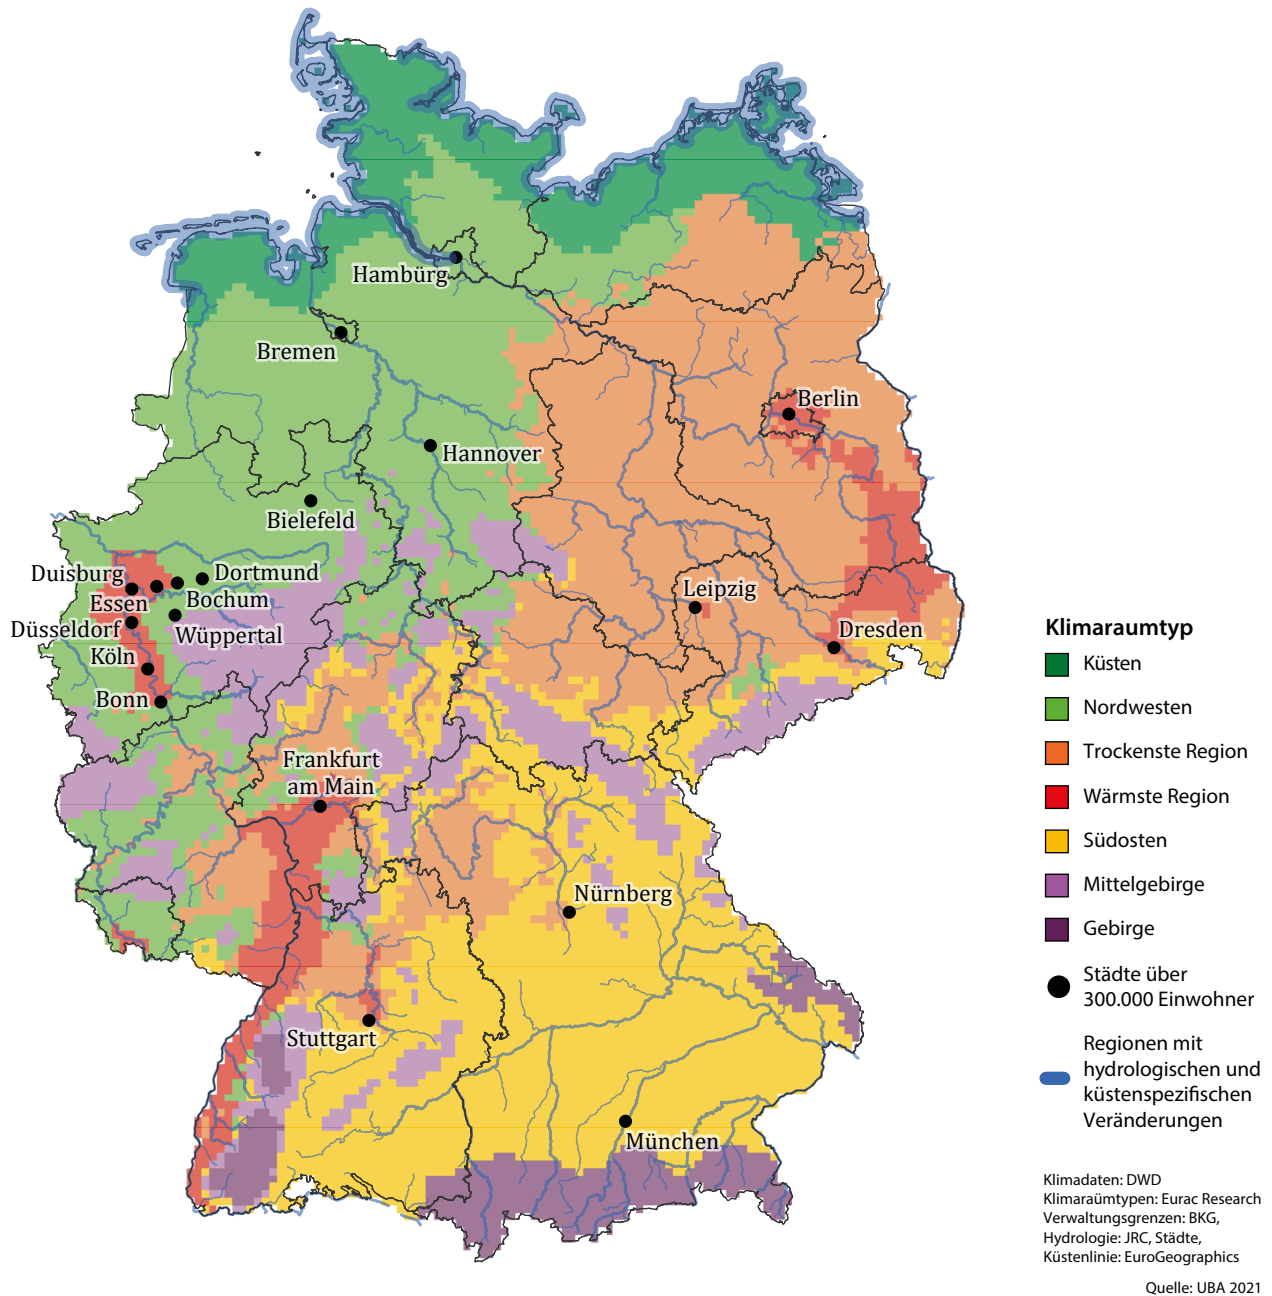 Hambürg
Bremen
Berlin
Hannover
Bielefeld
Duisburg
Dortmund
Essen
Bochum
Düsseldorf
Wüppertal
Köln
Bonn
Leipzig
Dresden
Frankfurt
am Main
Nürnberg
Stuttgart
München
Klimaraumtyp
Küsten
Nordwesten
Trockenste Region
Wärmste Region
Südosten
Mittelgebirge
Gebirge
Städte über
300.000 Einwohner
Regionen mit
hydrologischen und
küstenspezifischen
Veränderungen
Klimadaten: DWD
Klimaraümtypen: Eurac Research
Verwaltungsgrenzen: BKG,
Hydrologie: JRC, Städte,
Küstenlinie: EuroGeographics
Quelle: UBA 2021